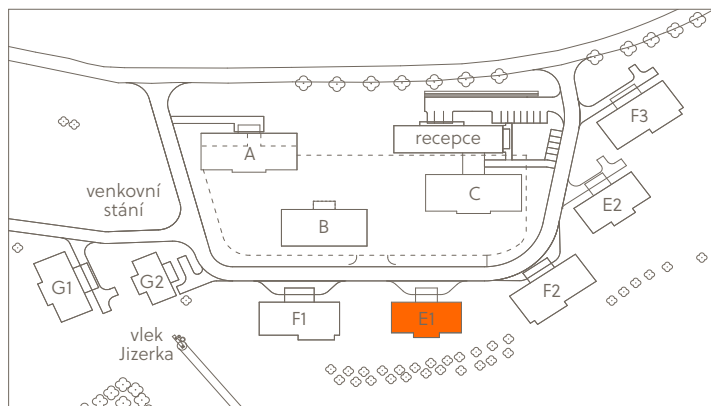 F3
recepce
A
venkovní
stání
C
E2
B
G1
G2
F2
F1
E1
vlek
Jizerka